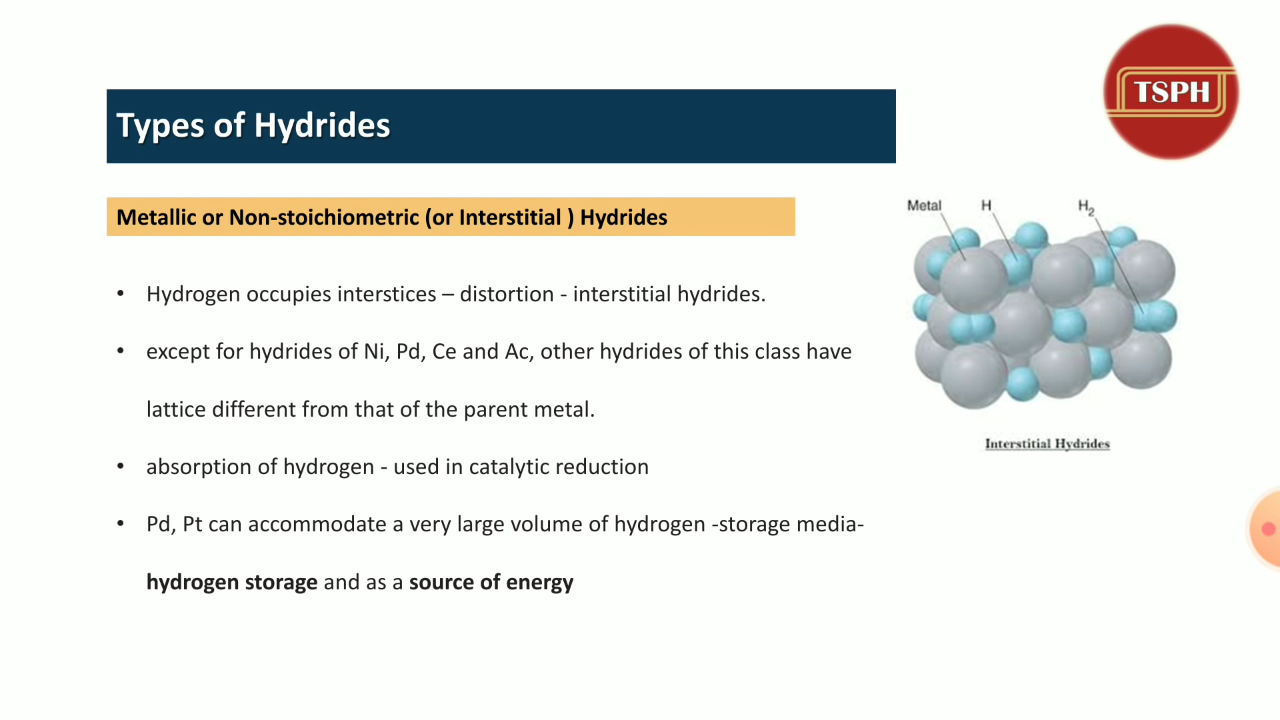 TSPH
Types of Hydrides
Metallic or Non-stoichiometric (or Interstitial ) Hydrides
Metal H H2
• Hydrogen occupies interstices – distortion - interstitial hydrides.
• except for hydrides of Ni, Pd, Ce and Ac, other hydrides of this class have
lattice different from that of the parent metal.
Interstitial Hydrides
• absorption of hydrogen - used in catalytic reduction
• Pd, Pt can accommodate a very large volume of hydrogen -storage media-
hydrogen storage and as a source of energy